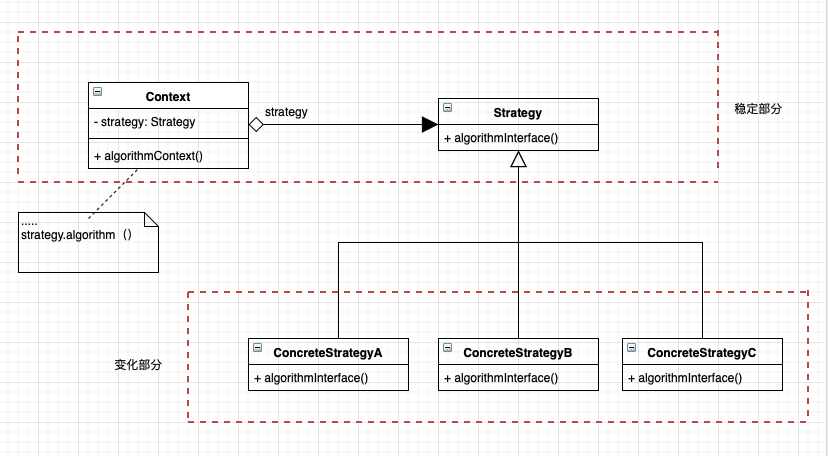 Context
- strategy: Strategy
+ algorithmContext()
strategy
Strategy
+ algorithmInterface()
稳定部分
.....
strategy.algorithm（）
变化部分
ConcreteStrategyA
+ algorithmInterface()
ConcreteStrategyB
+ algorithmInterface()
ConcreteStrategyC
+ algorithmInterface()